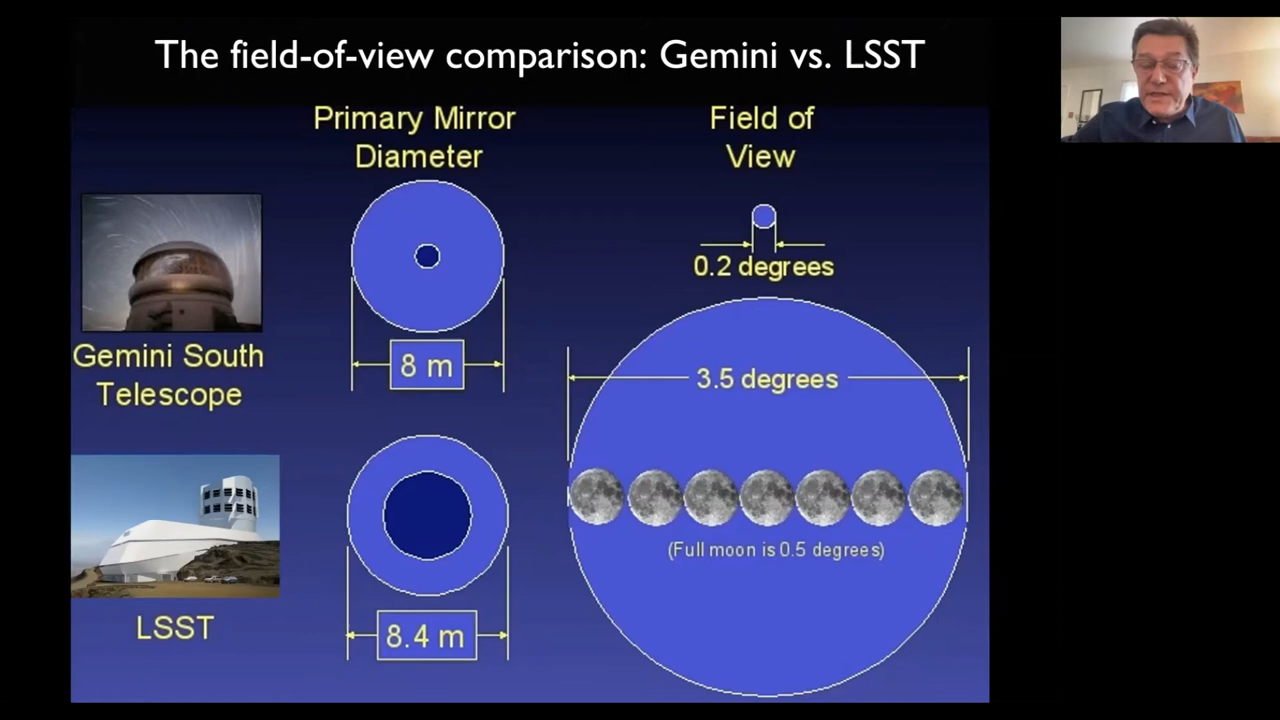 The field-of-view comparison: Gemini vs. LSST
Primary Mirror
Diameter
Field of
View
0.2 degrees
Gemini South
Telescope
8 m
3.5 degrees
(Full moon is 0.5 degrees)
LSST
8.4 m